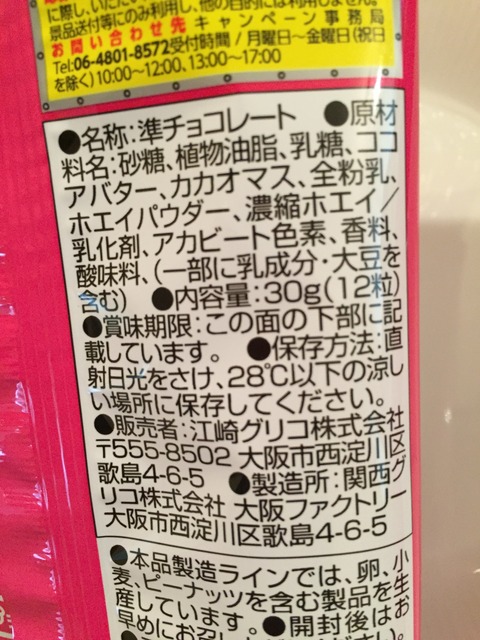 に際し、いただいた
景品送付等にのみ利用し、他の目的には利用しません。
お問い合わせ先 キャンペーン事務局
Tel:06-4801-8572受付時間/月曜日~金曜日(祝日
を除く)10:00~12:00、13:00~17:00
●名称:準チョコレート ●原材
料名:砂糖、植物油脂、乳糖、ココ
アバター、カカオマス、全粉乳、
ホエイパウダー、濃縮ホエイ/
乳化剤、アカビート色素、香料、
酸味料、(一部に乳成分・大豆を
含む) ●内容量:30g(12粒)
●賞味期限:この面の下部に記
載しています。 ●保存方法:直
射日光をさけ、28℃以下の涼し
い場所に保存してください。
●販売者:江崎グリコ株式会社
〒555-8502 大阪市西淀川区
歌島4-6-5 ●製造所:関西グ
リコ株式会社 大阪ファクトリー
大阪市西淀川区歌島4-6-5
●本品製造ラインでは、卵、小
麦、ピーナッツを含む製品を生
産しています。●開封後はお
早めにお召し